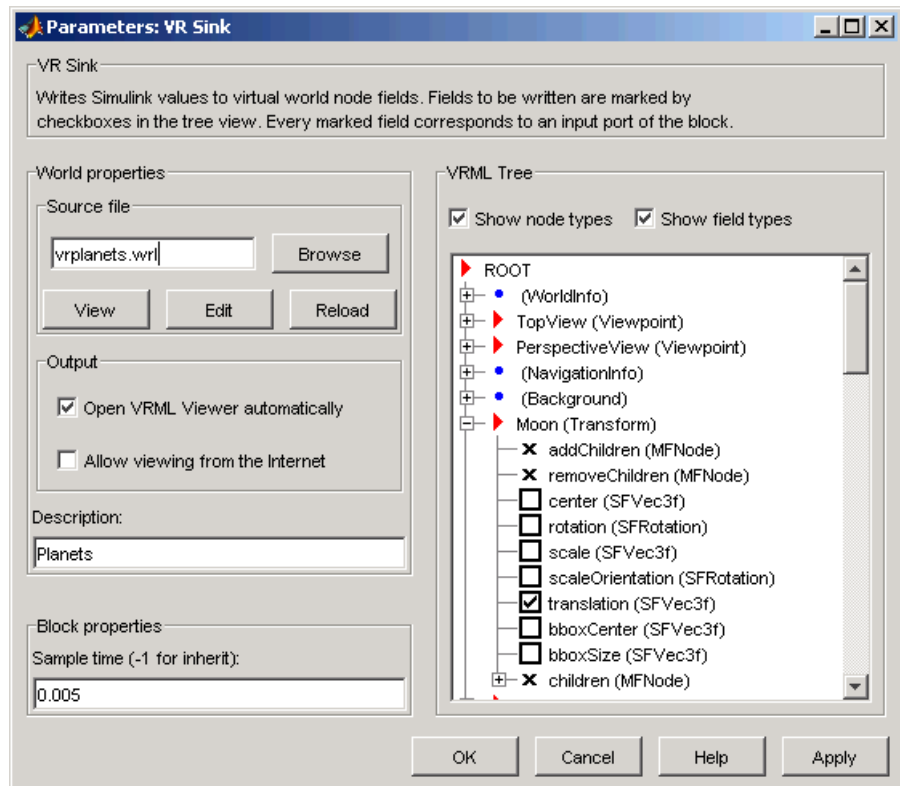 Parameters: VR Sink
VR Sink
Writes Simulink values to virtual world node fields. Fields to be written are marked by
checkboxes in the tree view. Every marked field corresponds to an input port of the block.
World properties
Source file
vrplanets.wrl
Browse
View
Edit
Reload
Output
Open VRML Viewer automatically
Allow viewing from the Internet
Description:
Planets
Block properties
Sample time (-1 for inherit):
0.005
VRML Tree
Show node types
Show field types
ROOT
(WorldInfo)
TopView (Viewpoint)
PerspectiveView (Viewpoint)
(NavigationInfo)
(Background)
Moon (Transform)
addChildren (MFNode)
removeChildren (MFNode)
center (SFVec3f)
rotation (SFRotation)
scale (SFVec3f)
scaleOrientation (SFRotation)
translation (SFVec3f)
bboxCenter (SFVec3f)
bboxSize (SFVec3f)
children (MFNode)
OK
Cancel
Help
Apply